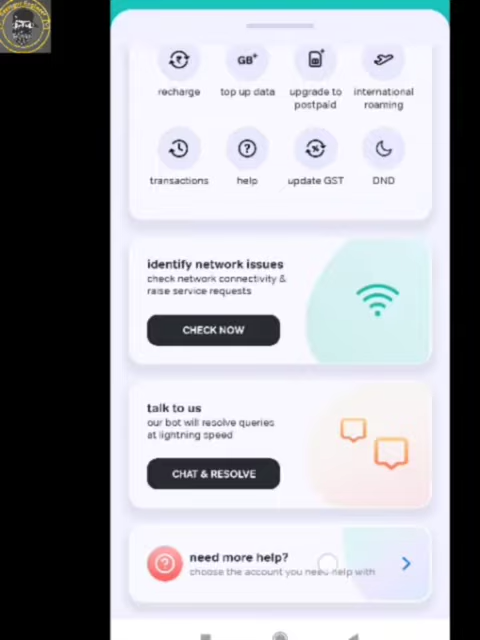 GB+
recharge
top up data
upgrade to
postpaid
international
roaming
transactions
help
update GST
DND
identify network issues
check network connectivity &
raise service requests
CHECK NOW
talk to us
our bot will resolve queries
at lightning speed
CHAT & RESOLVE
need more help?
choose the account you need help with